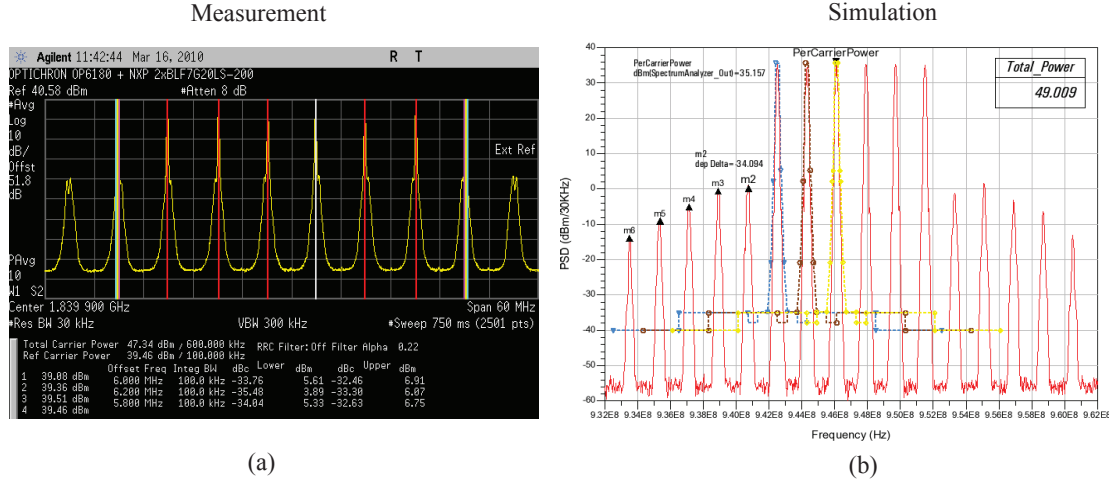 Measurement
Simulation
Agilent 11:42:44 Mar 16, 2010 R T
OPTICHRON OP6180 + NXP 2xBLF7G20LS-200
Ref 40.58 dBm #Atten 8 dB
#Avg
Log
10
dB/
Offst
51.8
dB
Ext Ref
PAvg
10
W1 S2
Center 1.839 900 GHz Span 60 MHz
#Res BW 30 kHz VBW 300 kHz #Sweep 750 ms (2501 pts)
Total Carrier Power 47.34 dBm / 600.000 kHz RRC Filter: Off Filter Alpha 0.22
Ref Carrier Power 39.46 dBm / 100.000 kHz
Lower Upper
Offset Freq Integ BW dBc dBm dBc dBm
1 39.08 dBm 6.000 MHz 100.0 kHz -33.76 5.61 -32.46 6.91
2 39.36 dBm 6.200 MHz 100.0 kHz -35.48 3.89 -33.30 6.07
3 39.51 dBm 5.800 MHz 100.0 kHz -34.04 5.33 -32.63 6.75
4 39.46 dBm
(a)
PerCarrierPower
PerCarrierPower
dBm(SpectrumAnalyzer_Out)=35.157
Total_Power
49.009
m2
dep Delta=-34.094
m6
m5
m4
m3
m2
PSD (dBm/30KHz)
40
30
20
10
0
-10
-20
-30
-40
-50
-60
9.32E8 9.34E8 9.36E8 9.38E8 9.40E8 9.42E8 9.44E8 9.46E8 9.48E8 9.50E8 9.52E8 9.54E8 9.56E8 9.58E8 9.60E8 9.62E8
Frequency (Hz)
(b)